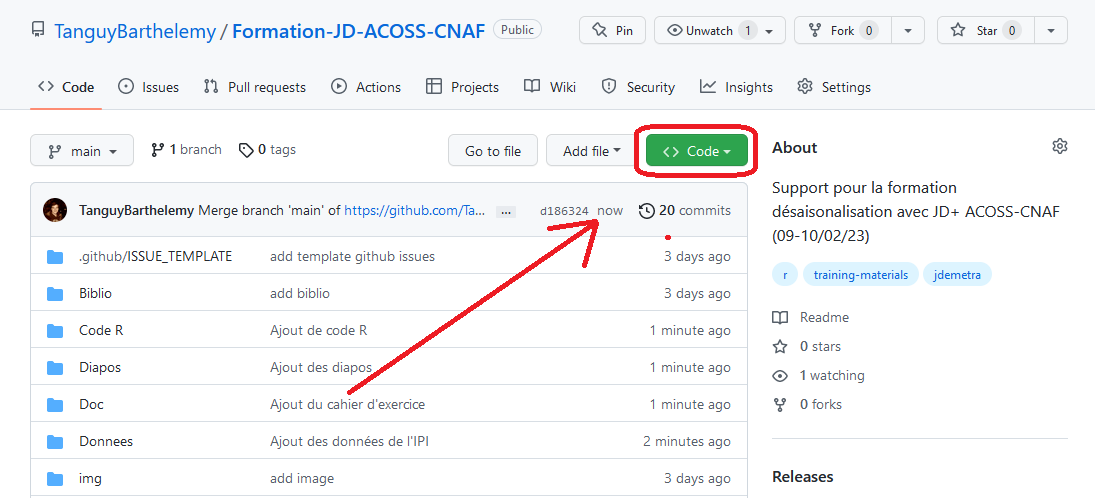 TanguyBarthelemy / Formation-JD-ACOSS-CNAF Public Pin Unwatch 1 Fork 0 Star 0
Code Issues Pull requests Actions Projects Wiki Security Insights Settings
main 1 branch 0 tags Go to file Add file Code
TanguyBarthelemy Merge branch 'main' of https://github.com/Ta... ... d186324 now 20 commits
.github/ISSUE_TEMPLATE add template github issues 3 days ago
Biblio add biblio 3 days ago
Code R Ajout de code R 1 minute ago
Diapos Ajout des diapos 1 minute ago
Doc Ajout du cahier d'exercice 1 minute ago
Donnees Ajout des données de l'IPI 2 minutes ago
img add image 3 days ago
About
Support pour la formation
désaisonalisation avec JD+ ACOSS-CNAF
(09-10/02/23)
r training-materials jdemetra
Readme
0 stars
1 watching
0 forks
Releases